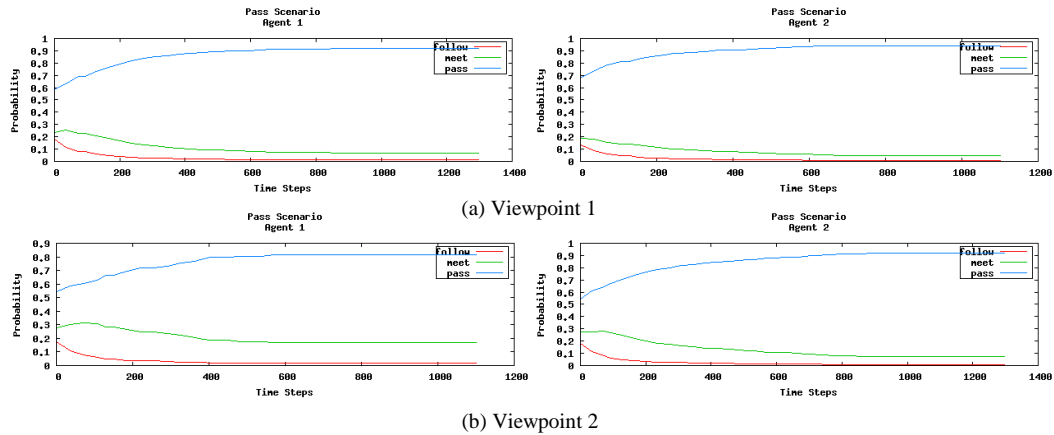 Pass Scenario
Agent 1
Probability
1
0.9
0.8
0.7
0.6
0.5
0.4
0.3
0.2
0.1
0
follow
meet
pass
0 200 400 600 800 1000 1200 1400
Time Steps
Pass Scenario
Agent 2
Probability
1
0.9
0.8
0.7
0.6
0.5
0.4
0.3
0.2
0.1
0
follow
meet
pass
0 200 400 600 800 1000 1200
Time Steps
(a) Viewpoint 1
Pass Scenario
Agent 1
Probability
0.9
0.8
0.7
0.6
0.5
0.4
0.3
0.2
0.1
0
follow
meet
pass
0 200 400 600 800 1000 1200
Time Steps
Pass Scenario
Agent 2
Probability
1
0.9
0.8
0.7
0.6
0.5
0.4
0.3
0.2
0.1
0
follow
meet
pass
0 200 400 600 800 1000 1200 1400
Time Steps
(b) Viewpoint 2